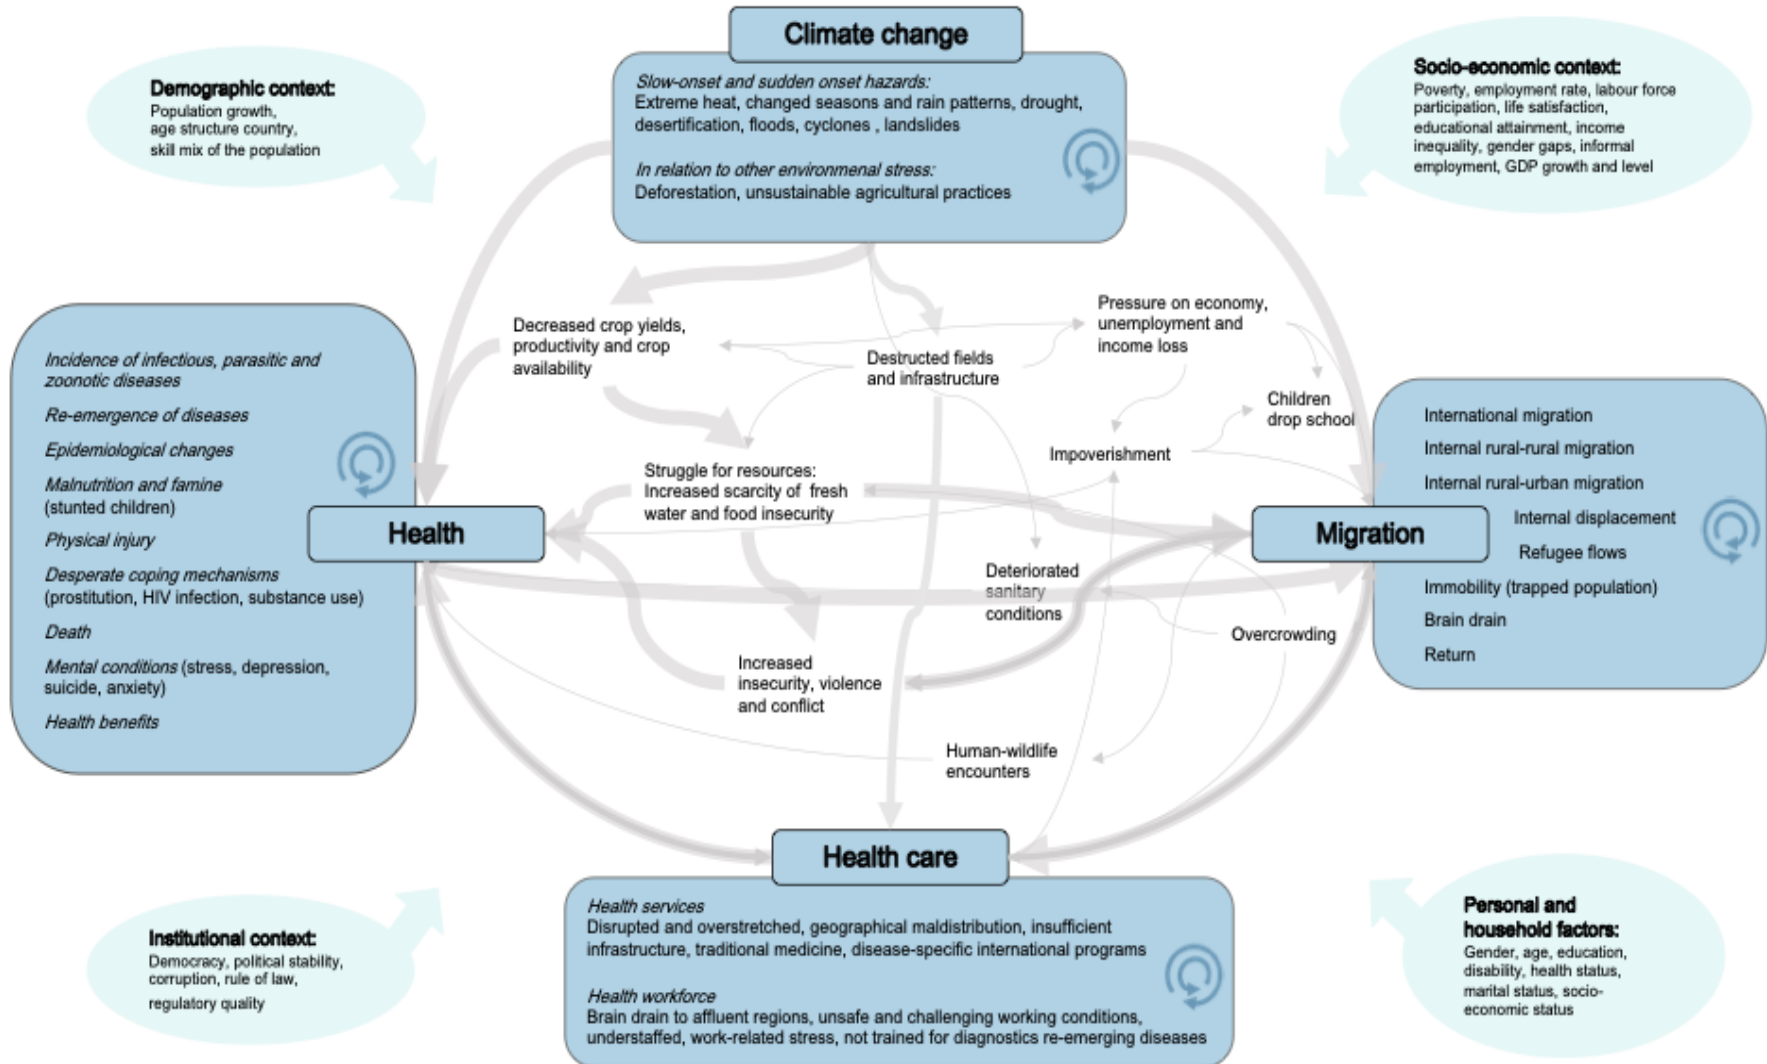 Climate change
Slow-onset and sudden onset hazards:
Extreme heat, changed seasons and rain patterns, drought,
desertification, floods, cyclones , landslides
In relation to other environmenal stress:
Deforestation, unsustainable agricultural practices
Demographic context:
Population growth,
age structure country,
skill mix of the population
Socio-economic context:
Poverty, employment rate, labour force
participation, life satisfaction,
educational attainment, income
inequality, gender gaps, informal
employment, GDP growth and level
Decreased crop yields,
productivity and crop
availability
Destructed fields
and infrastructure
Pressure on economy,
unemployment and
income loss
Children
drop school
Impoverishment
Struggle for resources:
Increased scarcity of fresh
water and food insecurity
Deteriorated
sanitary
conditions
Overcrowding
Increased
insecurity, violence
and conflict
Human-wildlife
encounters
Incidence of infectious, parasitic and
zoonotic diseases
Re-emergence of diseases
Epidemiological changes
Malnutrition and famine
(stunted children)
Physical injury
Desperate coping mechanisms
(prostitution, HIV infection, substance use)
Death
Mental conditions (stress, depression,
suicide, anxiety)
Health benefits
Health
Migration
International migration
Internal rural-rural migration
Internal rural-urban migration
Internal displacement
Refugee flows
Immobility (trapped population)
Brain drain
Return
Health care
Health services
Disrupted and overstretched, geographical maldistribution, insufficient
infrastructure, traditional medicine, disease-specific international programs
Health workforce
Brain drain to affluent regions, unsafe and challenging working conditions,
understaffed, work-related stress, not trained for diagnostics re-emerging diseases
Institutional context:
Democracy, political stability,
corruption, rule of law,
regulatory quality
Personal and
household factors:
Gender, age, education,
disability, health status,
marital status, socio-
economic status